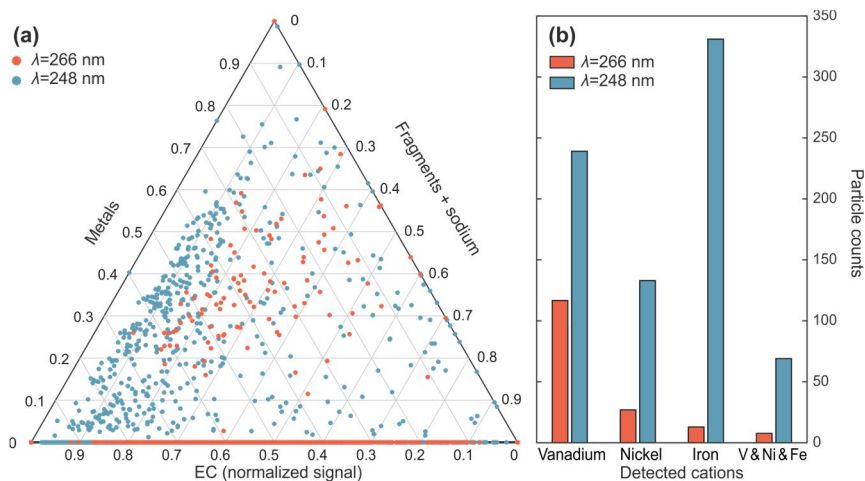 (a)
λ=266 nm
λ=248 nm
0
0.1
0.2
0.3
0.4
0.5
0.6
0.7
0.8
0.9
Fragments + sodium
0.9
0.8
0.7
0.6
0.5
0.4
0.3
0.2
0.1
0
Metals
0.9 0.8 0.7 0.6 0.5 0.4 0.3 0.2 0.1 0
EC (normalized signal)
(b)
λ=266 nm
λ=248 nm
350
300
250
200
150
100
50
0
Particle counts
Vanadium Nickel Iron V & Ni & Fe
Detected cations